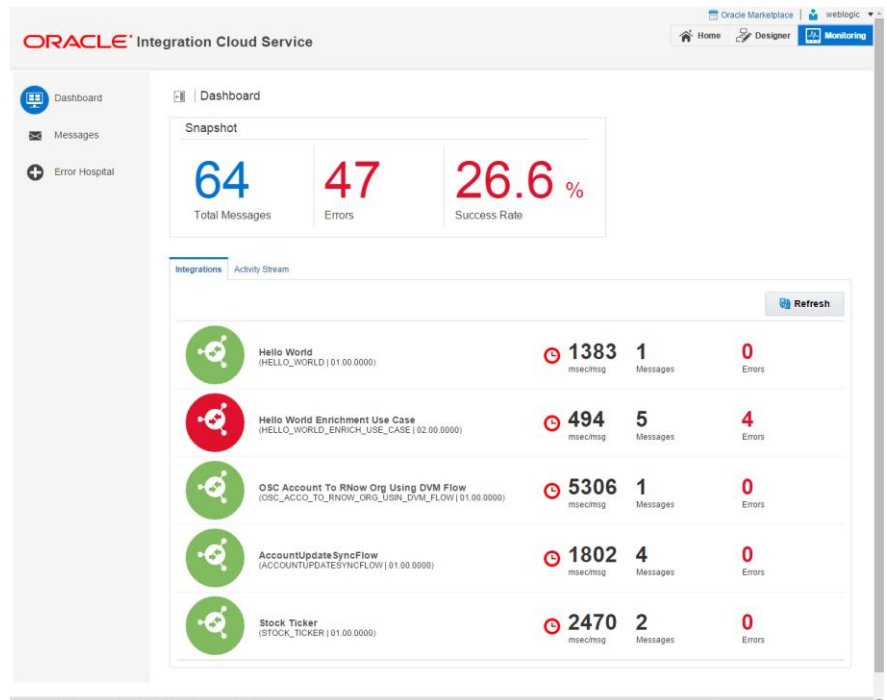 Oracle Marketplace | weblogic
ORACLE Integration Cloud Service
Home Designer Monitoring
Dashboard
Messages
Error Hospital
Dashboard
Snapshot
64 47 26.6 %
Total Messages Errors Success Rate
Integrations Activity Stream
Refresh
Hello World
(HELLO_WORLD | 01.00.0000)
1383 1 0
msec/msg Messages Errors
Hello World Enrichment Use Case
(HELLO_WORLD_ENRICH_USE_CASE | 02.00.0000)
494 5 4
msec/msg Messages Errors
OSC Account To RNow Org Using DVM Flow
(OSC_ACCO_TO_RNOW_ORG_USIN_DVM_FLOW | 01.00.0000)
5306 1 0
msec/msg Messages Errors
AccountUpdateSyncFlow
(ACCOUNTUPDATESYNCFLOW | 01.00.0000)
1802 4 0
msec/msg Messages Errors
Stock Ticker
(STOCK_TICKER | 01.00.0000)
2470 2 0
msec/msg Messages Errors